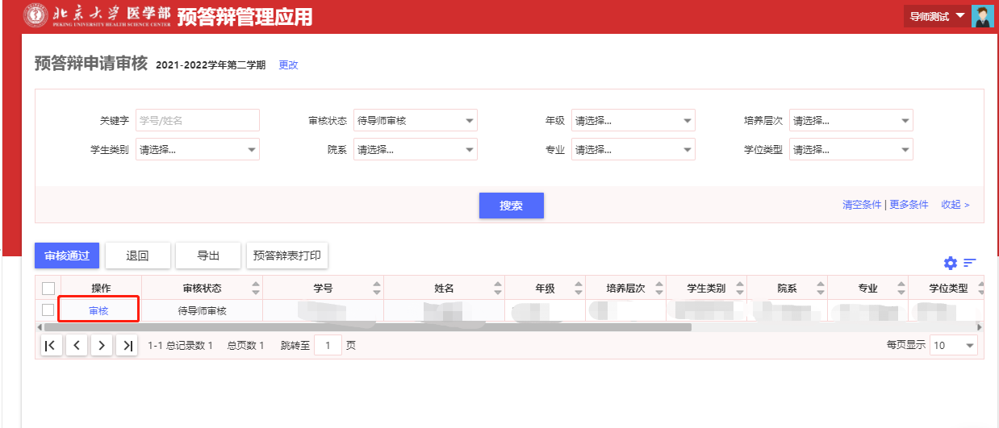 北京大学医学部 预答辩管理应用
PEKING UNIVERSITY HEALTH SCIENCE CENTER
导师测试
预答辩申请审核 2021-2022学年第二学期 更改
关键字 学号/姓名 审核状态 待导师审核 年级 请选择... 培养层次 请选择...
学生类别 请选择... 院系 请选择... 专业 请选择... 学位类型 请选择...
搜索 清空条件 | 更多条件 收起 >
审核通过 退回 导出 预答辩表打印
操作 审核状态 学号 姓名 年级 培养层次 学生类别 院系 专业 学位类型
审核 待导师审核
1-1 总记录数 1 总页数 1 跳转至 1 页 每页显示 10